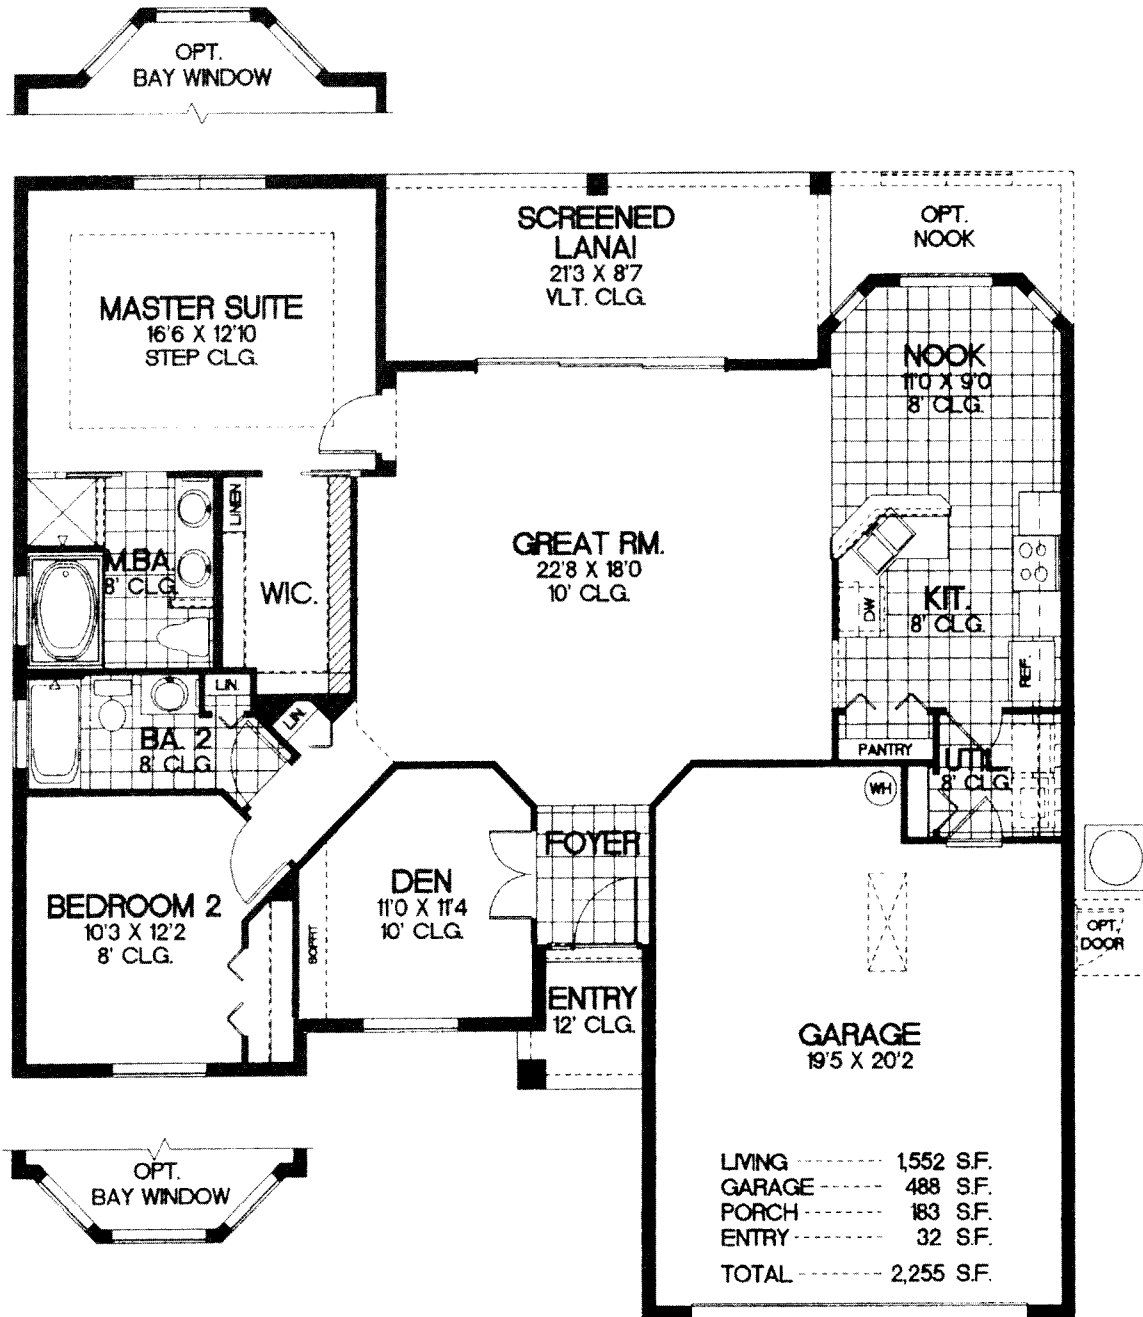 OPT.
BAY WINDOW
SCREENED
LANAI
21'3 X 8'7
VLT. CLG.
OPT.
NOOK
MASTER SUITE
16'6 X 12'10
STEP CLG.
NOOK
11'0 X 9'0
8' CLG.
LINEN
M.BA.
8' CLG
WIC.
GREAT RM.
22'8 X 18'0
10' CLG.
DW
KIT.
8' CLG.
REF.
LIN.
LIN.
BA. 2
8' CLG
PANTRY
UTIL
8' CLG
WH
FOYER
BEDROOM 2
10'3 X 12'2
8' CLG.
DEN
11'0 X 11'4
10' CLG.
SOFFIT
ENTRY
12' CLG.
OPT.
DOOR
GARAGE
19'5 X 20'2
OPT.
BAY WINDOW
LIVING -------- 1,552 S.F.
GARAGE ------ 488 S.F.
PORCH -------- 183 S.F.
ENTRY --------- 32 S.F.
TOTAL -------- 2,255 S.F.